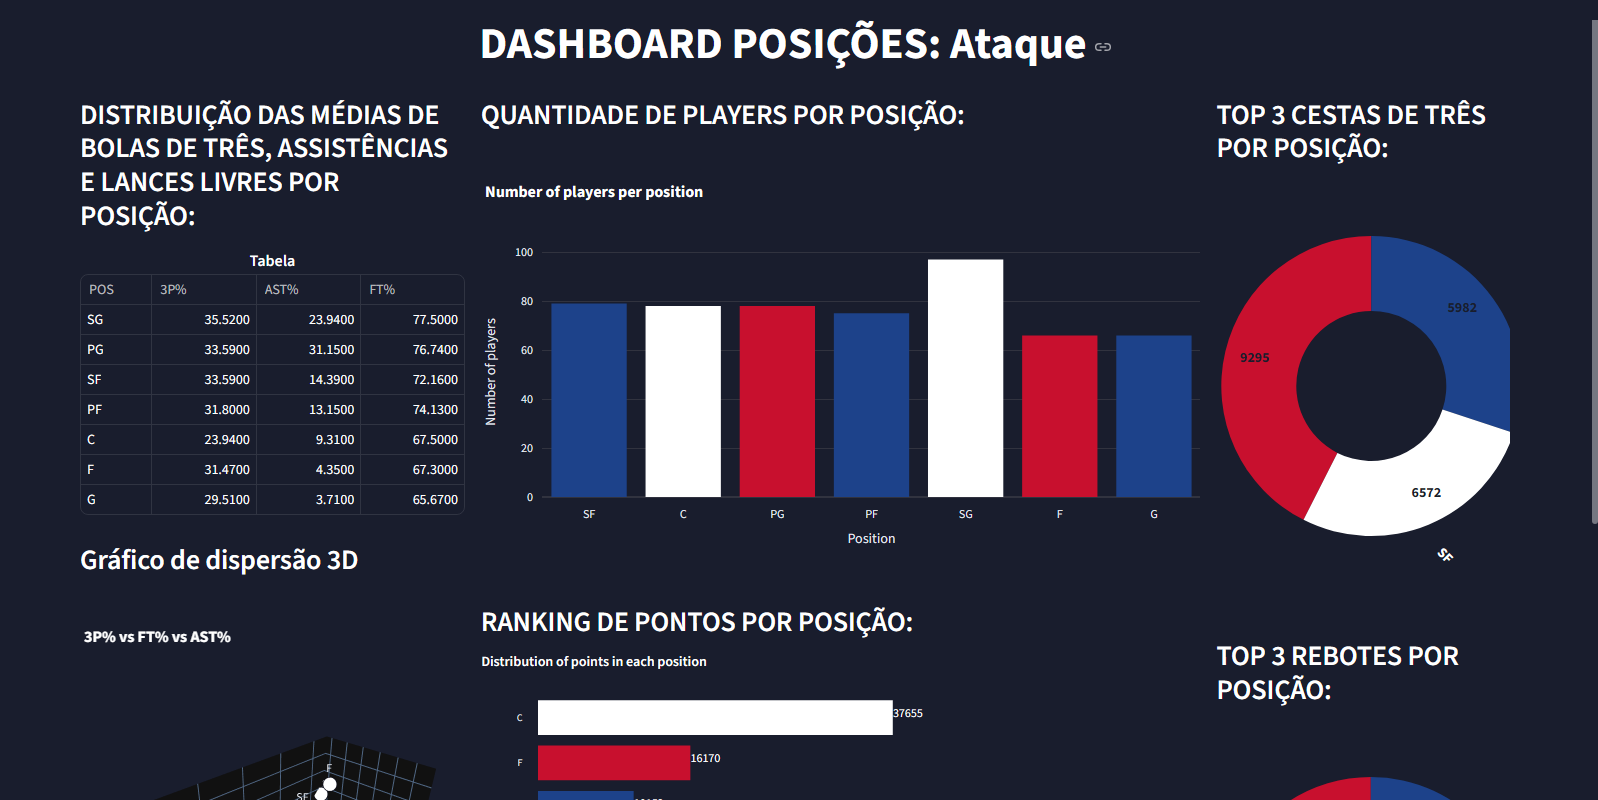 DASHBOARD POSIÇÕES: Ataque
DISTRIBUIÇÃO DAS MÉDIAS DE
BOLAS DE TRÊS, ASSISTÊNCIAS
E LANCES LIVRES POR
POSIÇÃO:
Tabela
POS 3P% AST% FT%
SG 35.5200 23.9400 77.5000
PG 33.5900 31.1500 76.7400
SF 33.5900 14.3900 72.1600
PF 31.8000 13.1500 74.1300
C 23.9400 9.3100 67.5000
F 31.4700 4.3500 67.3000
G 29.5100 3.7100 65.6700
Gráfico de dispersão 3D
3P% vs FT% vs AST%
F
SF
QUANTIDADE DE PLAYERS POR POSIÇÃO:
Number of players per position
Number of players
100
80
60
40
20
0
SF C PG PF SG F G
Position
RANKING DE PONTOS POR POSIÇÃO:
Distribution of points in each position
C 37655
F 16170
TOP 3 CESTAS DE TRÊS
POR POSIÇÃO:
5982
9295
6572
SF
TOP 3 REBOTES POR
POSIÇÃO: